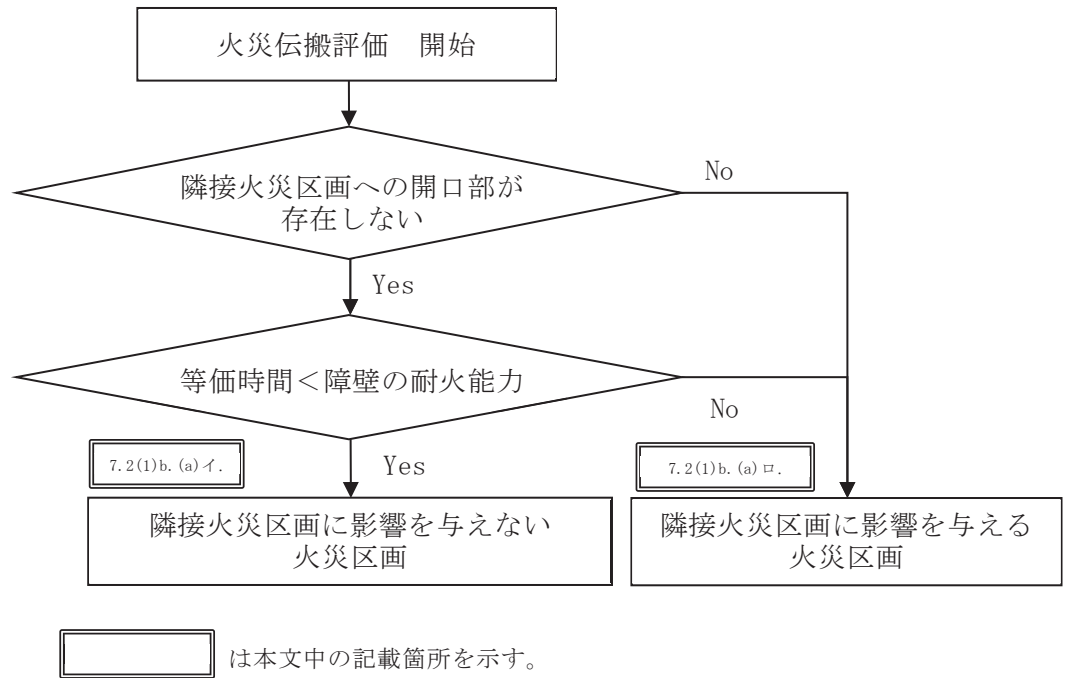 火災伝搬評価　開始
隣接火災区画への開口部が
存在しない
No
Yes
等価時間＜障壁の耐火能力
No
7.2(1)b.(a)イ.
Yes
7.2(1)b.(a)ロ.
隣接火災区画に影響を与えない
火災区画
隣接火災区画に影響を与える
火災区画
は本文中の記載箇所を示す。